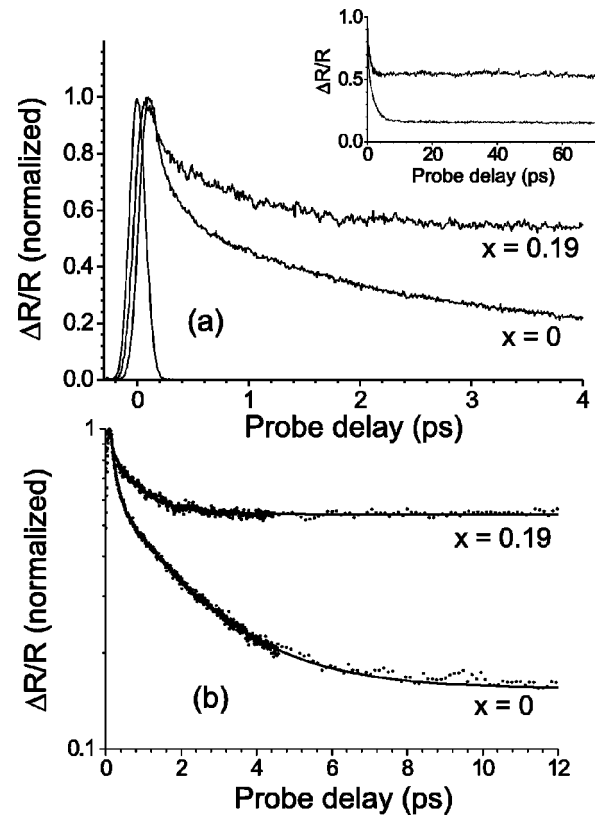 1.0
ΔR/R
0.5
0.0
0 20 40 60
Probe delay (ps)
ΔR/R (normalized)
1.0
0.8
0.6
0.4
0.2
0.0
x = 0.19
x = 0
(a)
0 1 2 3 4
Probe delay (ps)
ΔR/R (normalized)
1
0.1
x = 0.19
x = 0
(b)
0 2 4 6 8 10 12
Probe delay (ps)